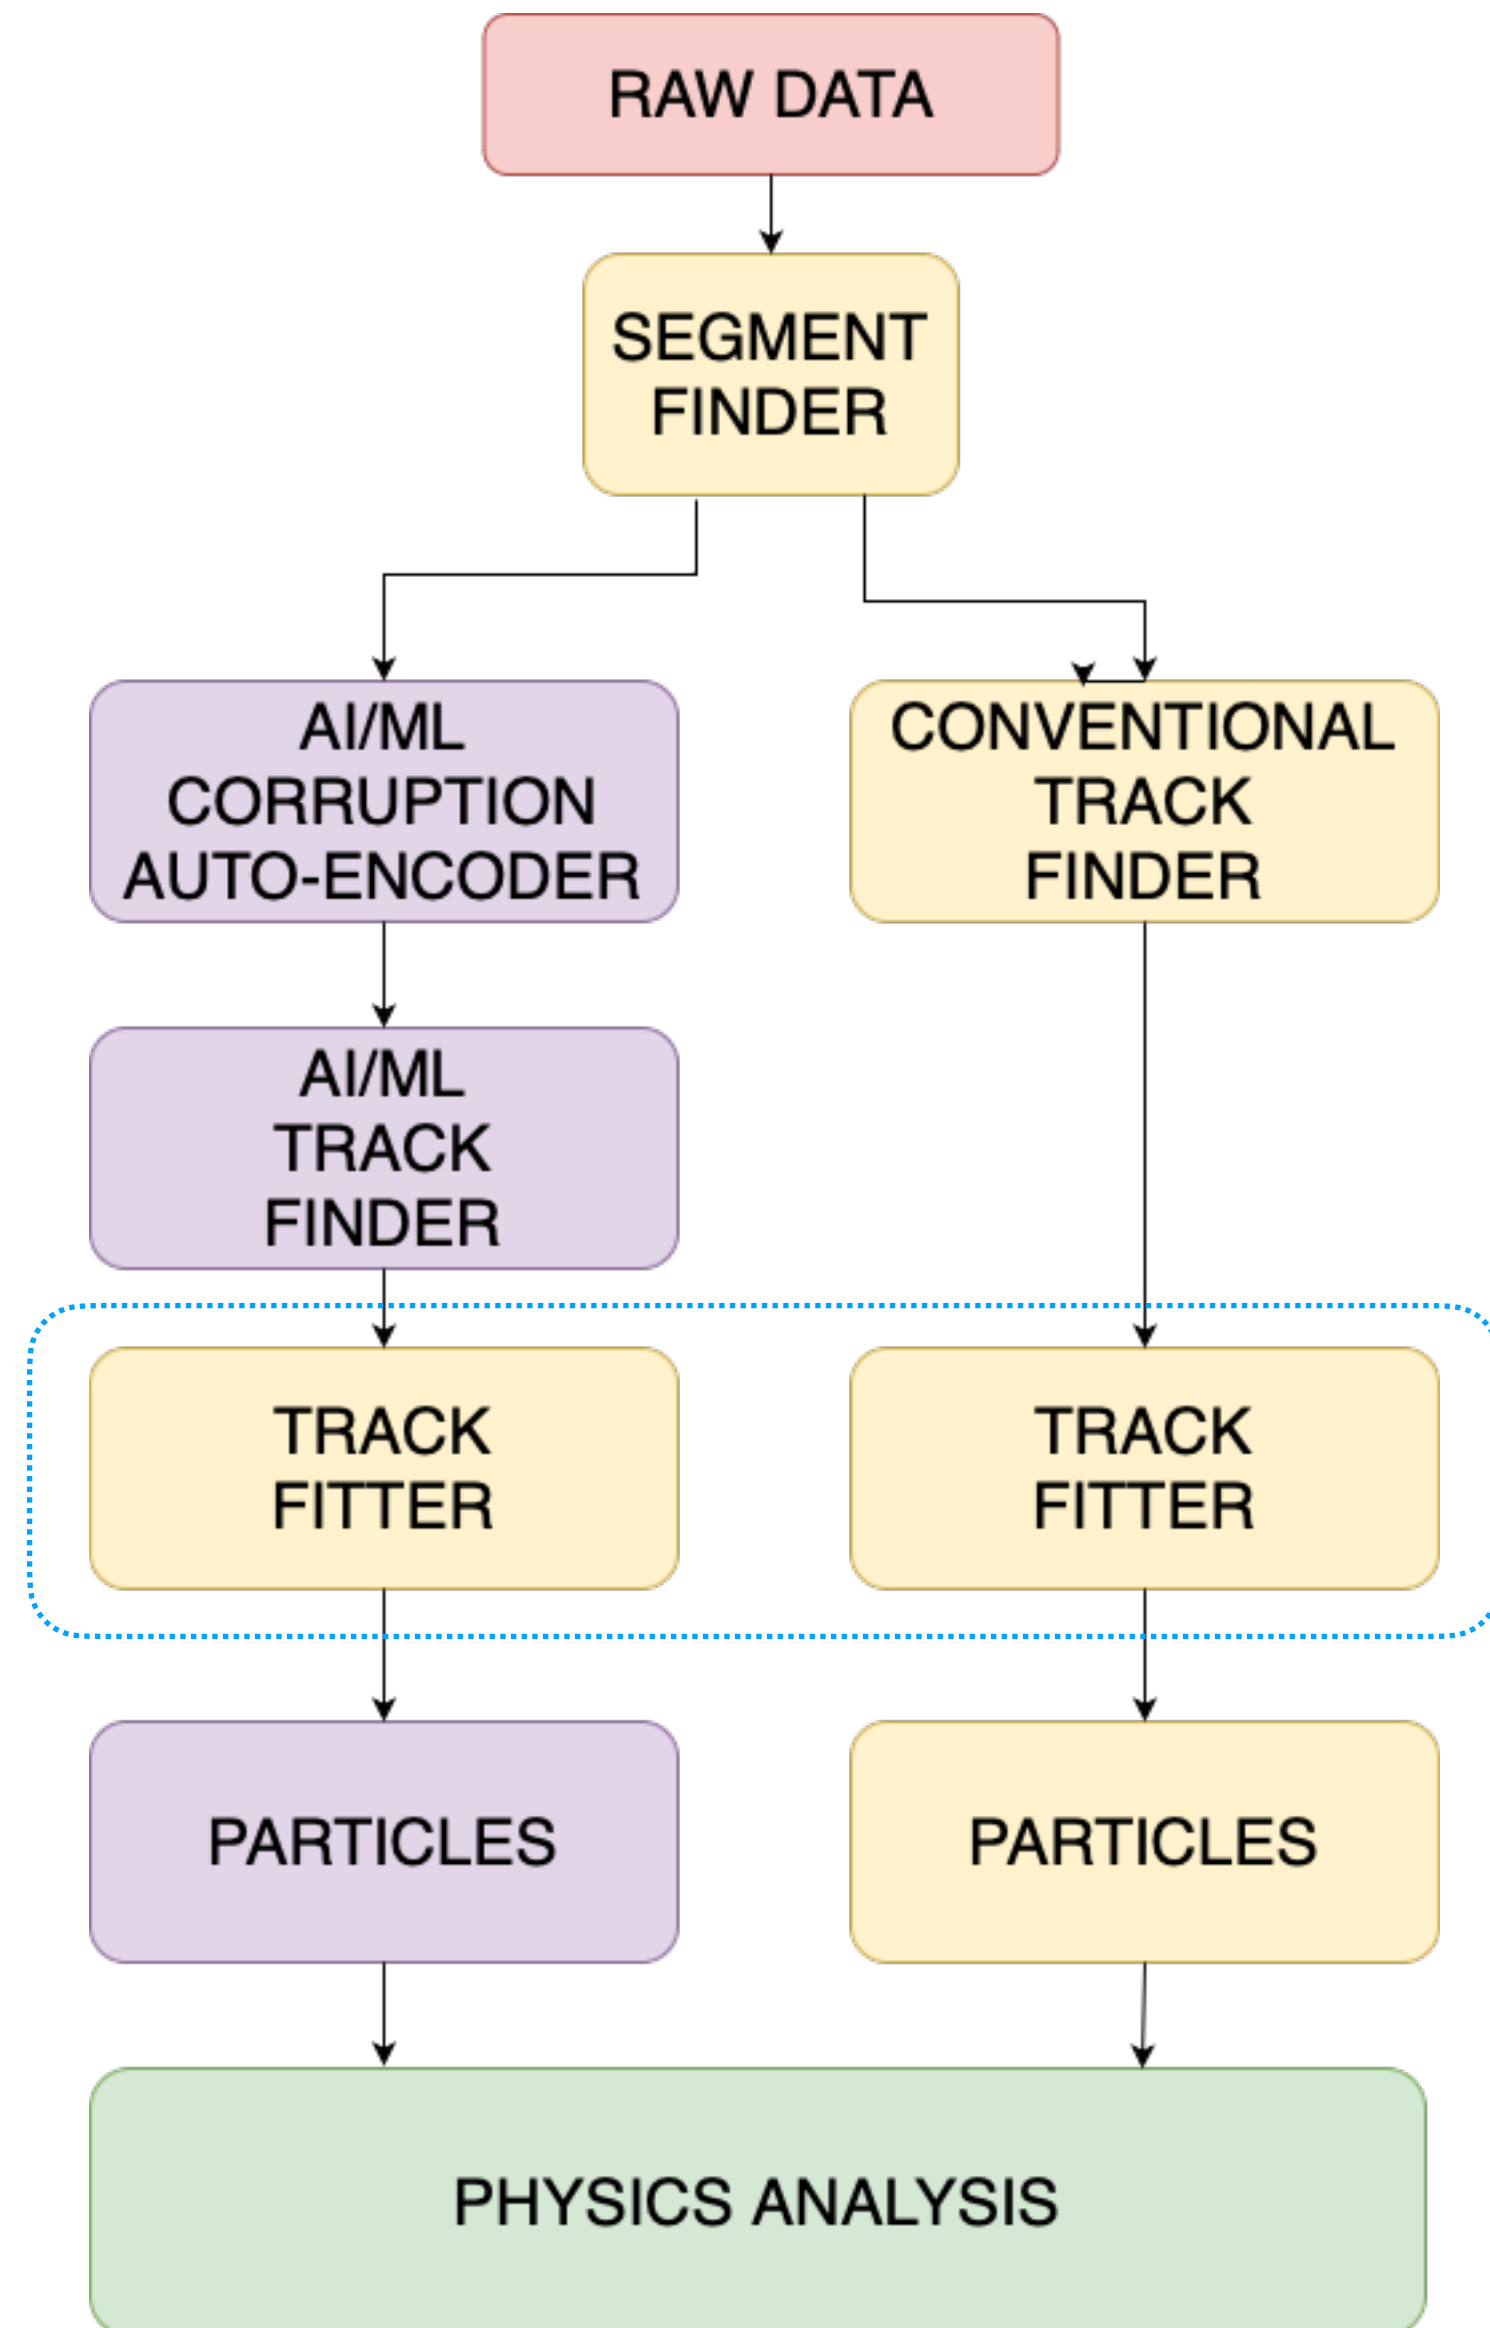 RAW DATA
SEGMENT
FINDER
AI/ML
CORRUPTION
AUTO-ENCODER
CONVENTIONAL
TRACK
FINDER
AI/ML
TRACK
FINDER
TRACK
FITTER
TRACK
FITTER
PARTICLES
PARTICLES
PHYSICS ANALYSIS